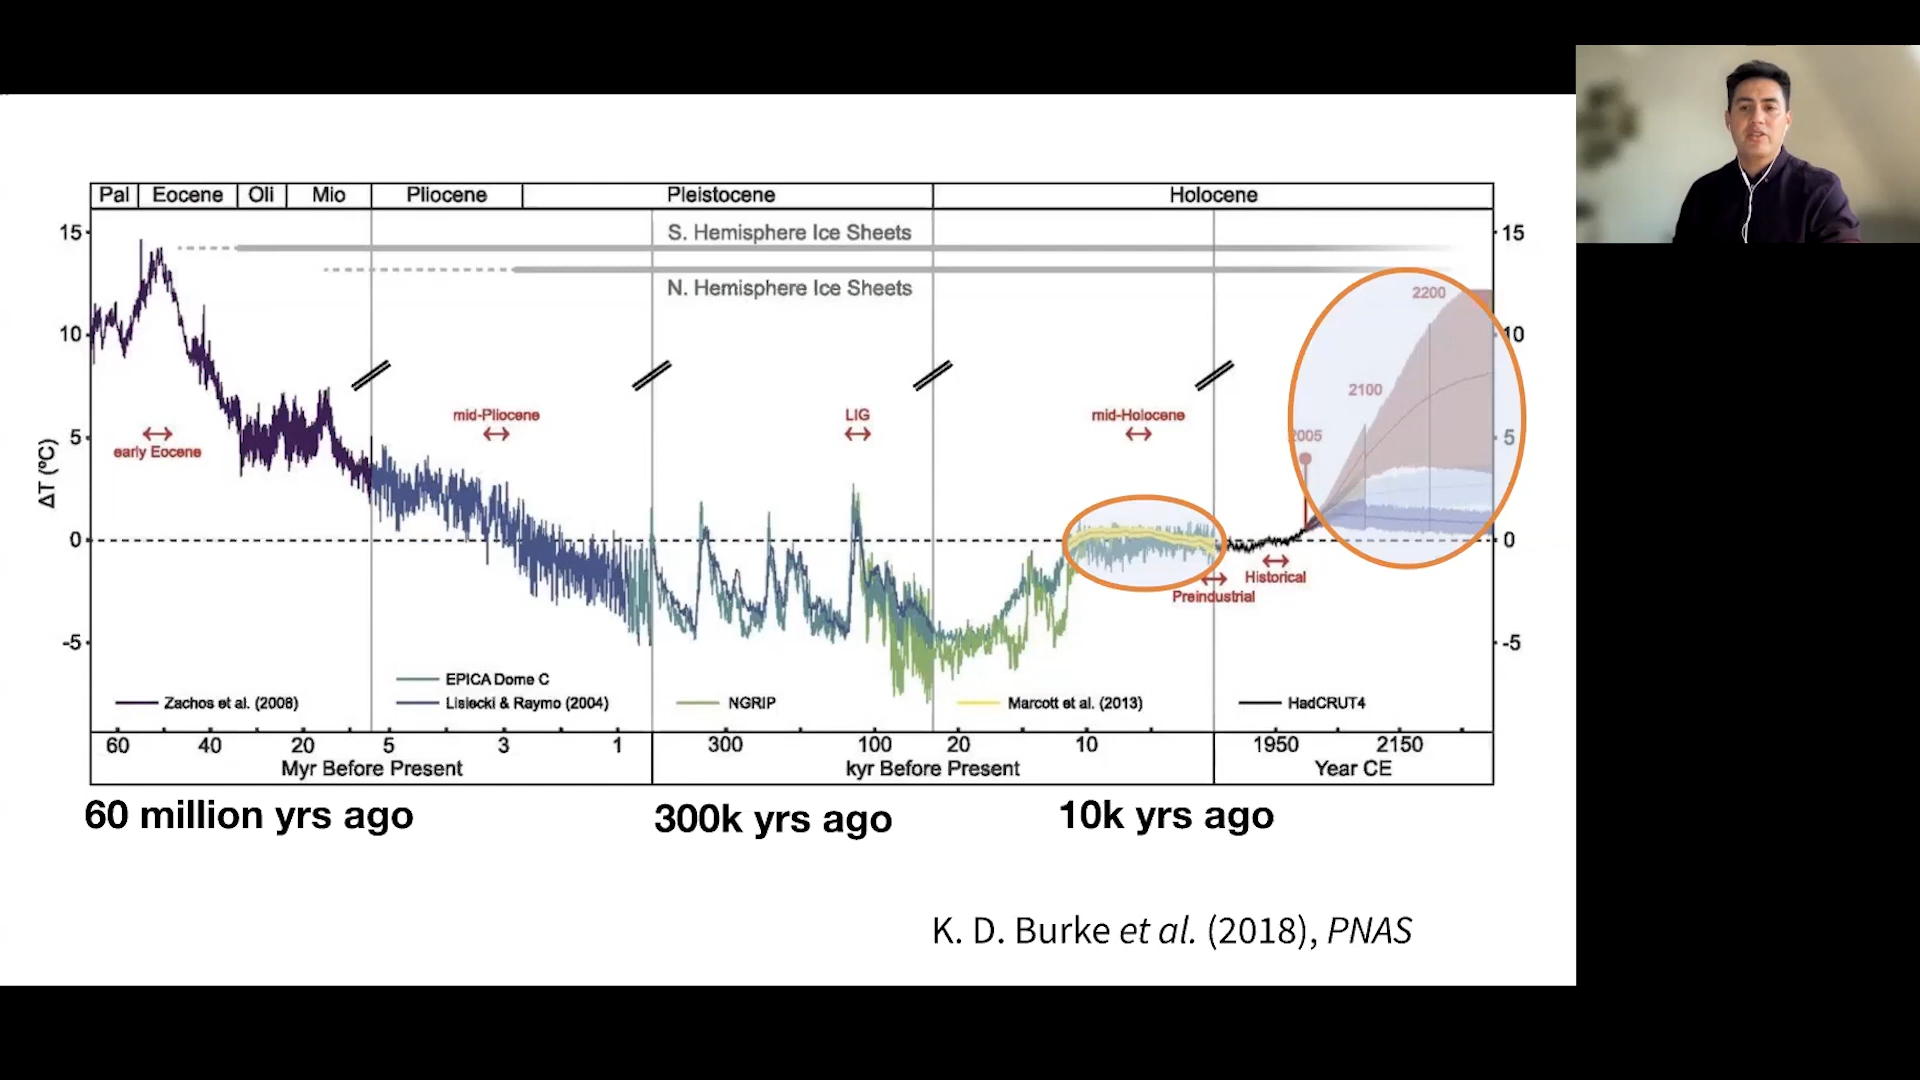 Pal Eocene Oli Mio Pliocene Pleistocene Holocene
S. Hemisphere Ice Sheets
N. Hemisphere Ice Sheets
15
10
5
0
-5
ΔT (ºC)
15
10
5
0
-5
early Eocene
mid-Pliocene
LIG
mid-Holocene
Preindustrial
Historical
2005
2100
2200
EPICA Dome C
Zachos et al. (2008) Lisiecki & Raymo (2004) NGRIP Marcott et al. (2013) HadCRUT4
60 40 20 5 3 1 300 100 20 10 1950 2150
Myr Before Present kyr Before Present Year CE
60 million yrs ago 300k yrs ago 10k yrs ago
K. D. Burke et al. (2018), PNAS